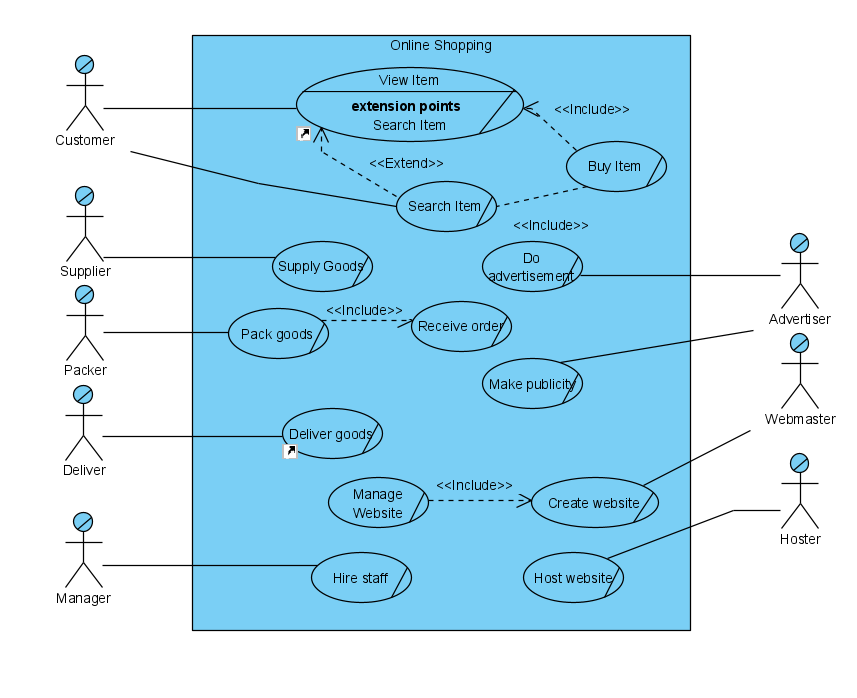 Online Shopping
View Item
extension points
Search Item
<<Include>>
Customer
<<Extend>>
Buy Item
Search Item
<<Include>>
Supplier
Supply Goods
Do
advertisement
Advertiser
Packer
Pack goods
<<Include>>
Receive order
Make publicity
Webmaster
Deliver
Deliver goods
Manage
Website
<<Include>>
Create website
Hoster
Manager
Hire staff
Host website